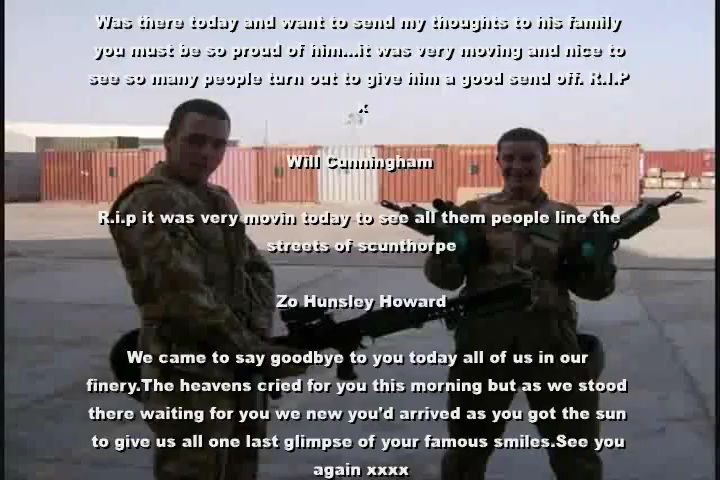 Was there today and want to send my thoughts to his family
you must be so proud of him...it was very moving and nice to
see so many people turn out to give him a good send off. R.I.P
x
Will Cunningham
R.i.p it was very movin today to see all them people line the
streets of scunthorpe
Zo Hunsley Howard
We came to say goodbye to you today all of us in our
finery.The heavens cried for you this morning but as we stood
there waiting for you we new you'd arrived as you got the sun
to give us all one last glimpse of your famous smiles.See you
again xxxx